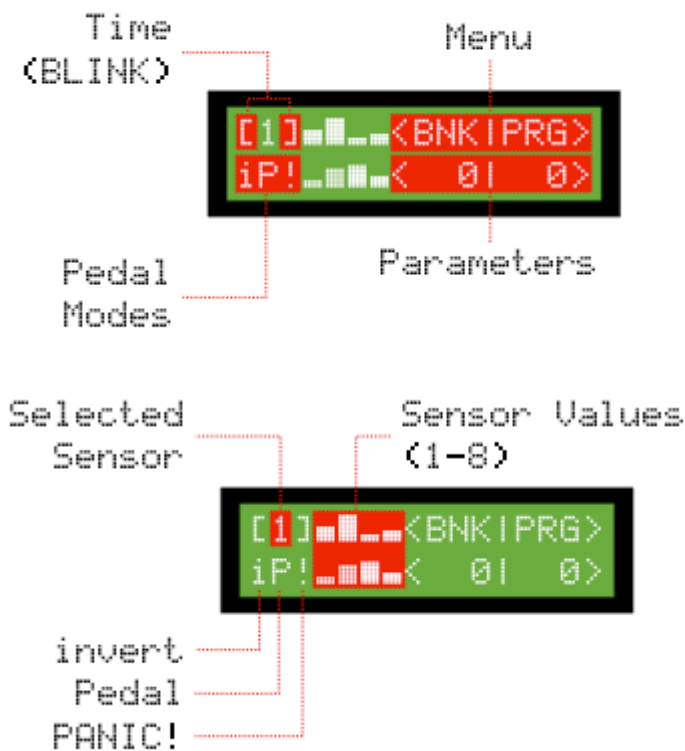 Time
(BLINK)
Menu
[1] <BNK|PRG>
iP! < 0| 0>
Pedal
Modes
Parameters
Selected
Sensor
Sensor Values
(1-8)
[1] <BNK|PRG>
iP! < 0| 0>
invert
Pedal
PANIC!